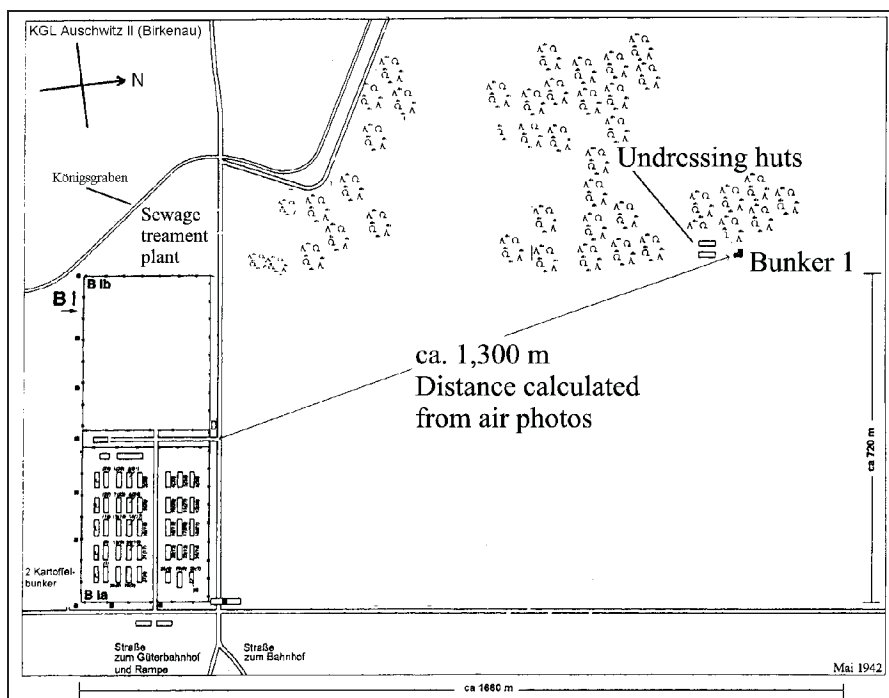 KGL Auschwitz II (Birkenau)
N
Undressing huts
Königsgraben
Sewage
treament
plant
Bunker 1
B Ib
B I
ca. 1,300 m
Distance calculated
from air photos
ca 720 m
2 Kartoffel-
bunker
B Ia
Straße
zum Güterbahnhof
und Rampe
Straße
zum Bahnhof
Mai 1942
ca 1660 m